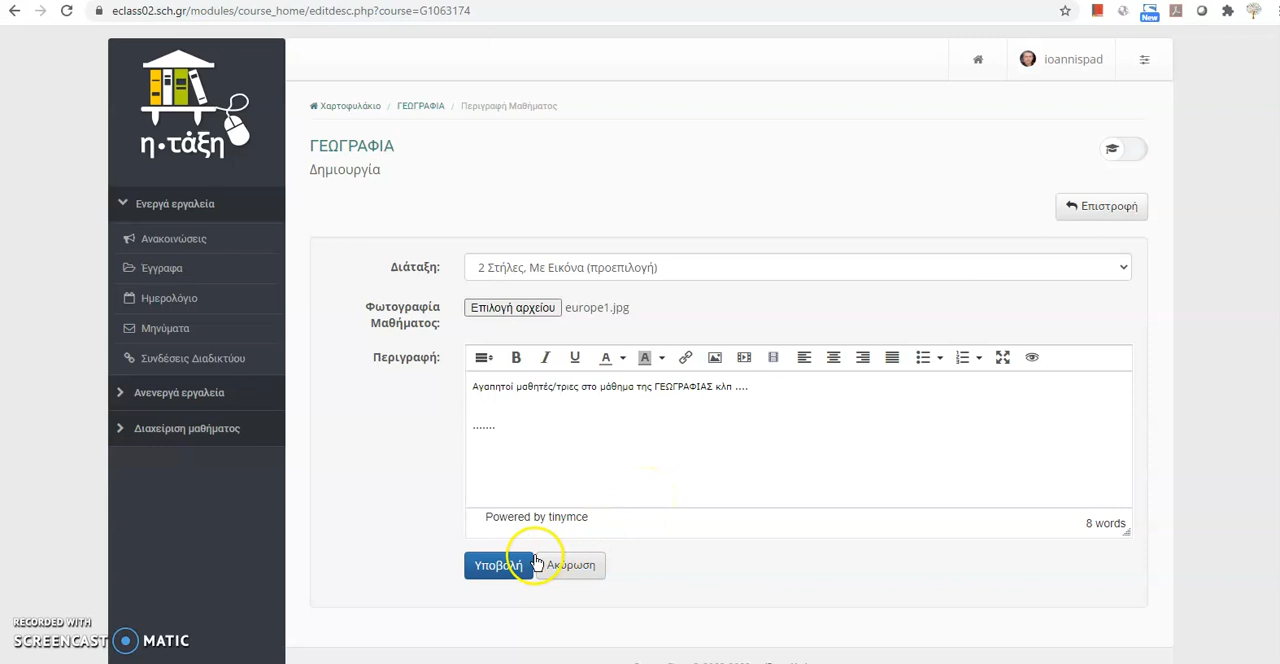 eclass02.sch.gr/modules/course_home/editdesc.php?course=G1063174
New
η·τάξη
ioannispad
Χαρτοφυλάκιο / ΓΕΩΓΡΑΦΙΑ / Περιγραφή Μαθήματος
ΓΕΩΓΡΑΦΙΑ
Δημιουργία
Επιστροφή
Ενεργά εργαλεία
Ανακοινώσεις
Έγγραφα
Ημερολόγιο
Μηνύματα
Συνδέσεις Διαδικτύου
Ανενεργά εργαλεία
Διαχείριση μαθήματος
Διάταξη: 2 Στήλες, Με Εικόνα (προεπιλογή)
Φωτογραφία Μαθήματος: Επιλογή αρχείου europe1.jpg
Περιγραφή:
B I U A A
Αγαπητοί μαθητές/τριες στο μάθημα της ΓΕΩΓΡΑΦΙΑΣ κλπ ....
.......
Powered by tinymce
8 words
Υποβολή Ακύρωση
RECORDED WITH
SCREENCAST MATIC